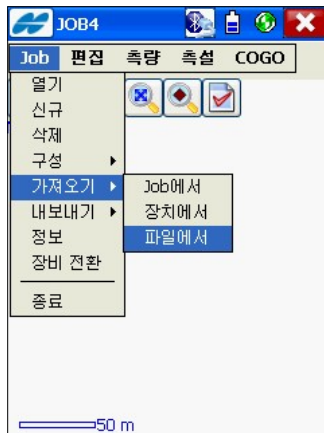 JOB4
Job 편집 측량 측설 COGO
열기
신규
삭제
구성
가져오기
Job에서
내보내기
장치에서
정보
파일에서
장비 전환
종료
50 m